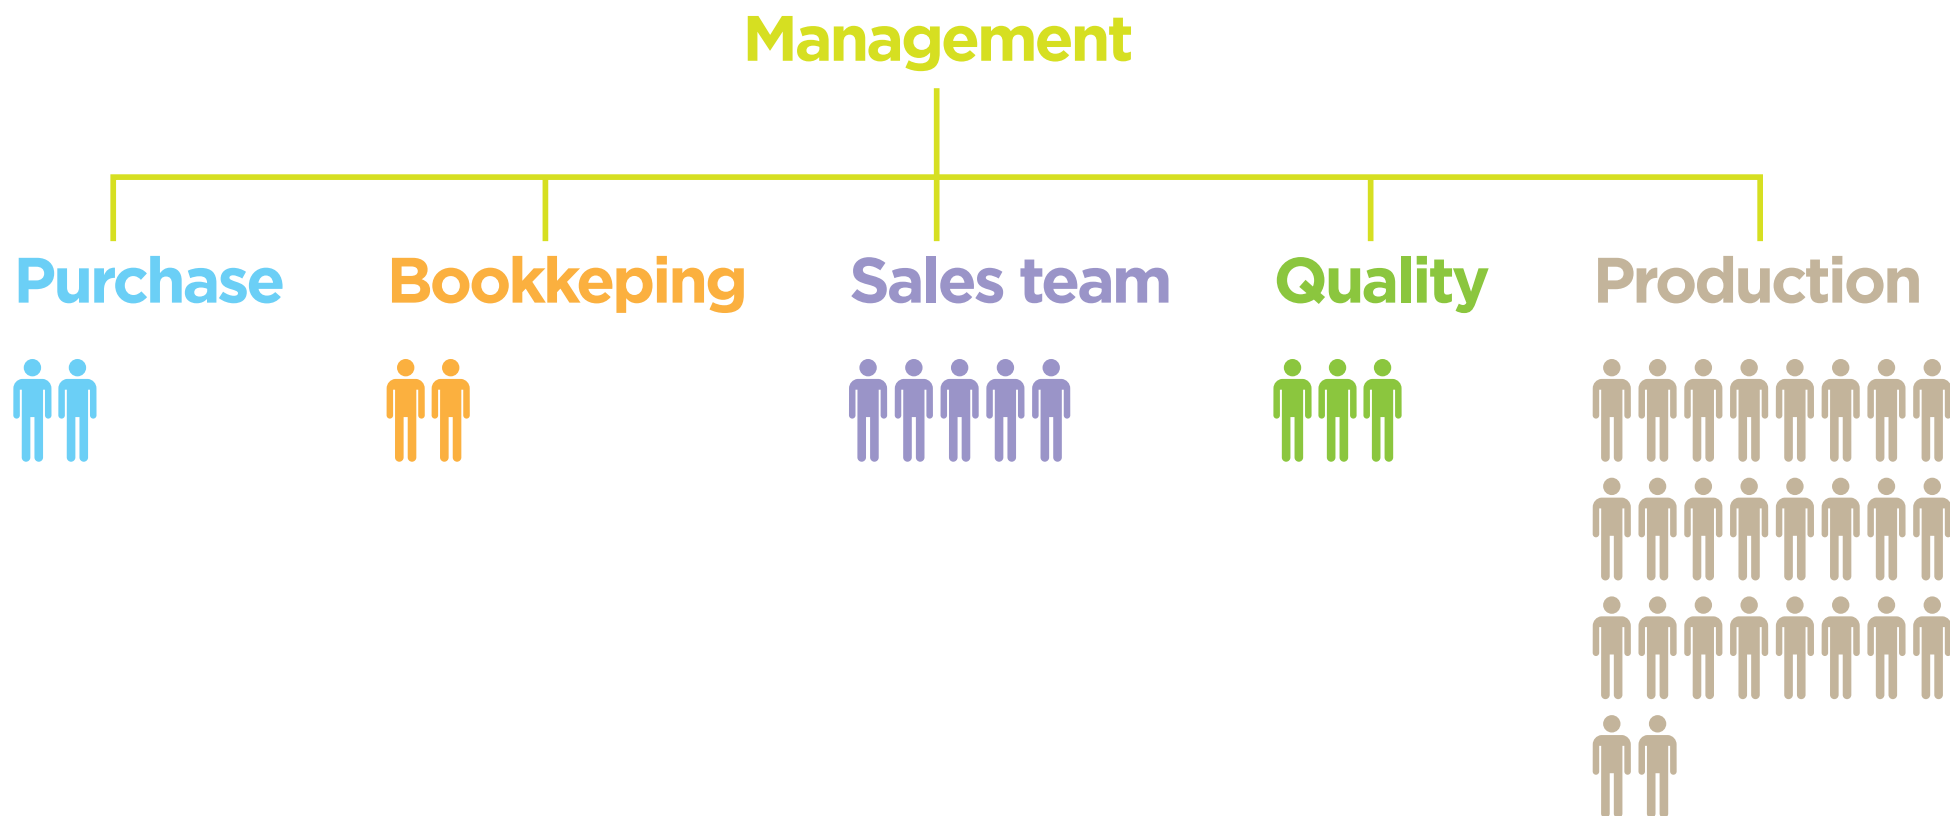 Management
Purchase
Bookkeping
Sales team
Quality
Production